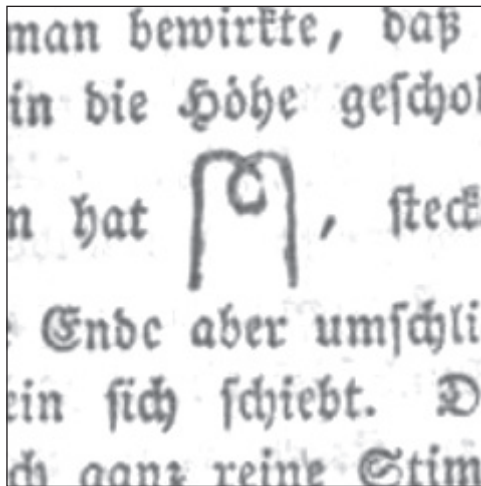 man bewirkte, daß
in die Höhe geschol
n hat , steck
Ende aber umschli
ein sich schiebt. D
ch ganz reine Stim